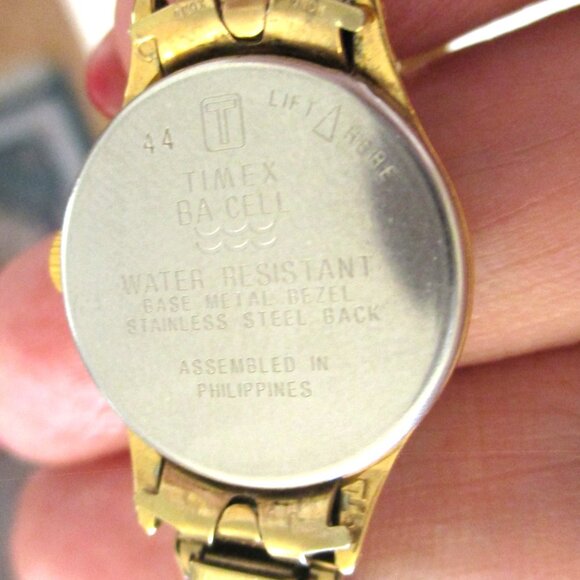 44 T LIFT HERE
TIMEX
BA CELL
WATER RESISTANT
BASE METAL BEZEL
STAINLESS STEEL BACK
ASSEMBLED IN
PHILIPPINES